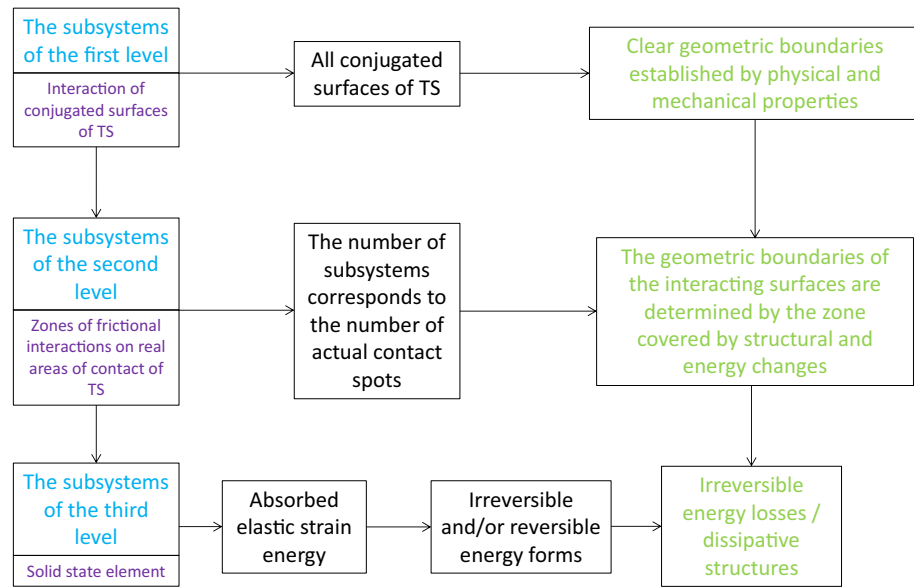 The subsystems
of the first level
Interaction of
conjugated surfaces
of TS
All conjugated
surfaces of TS
Clear geometric boundaries
established by physical and
mechanical properties
The subsystems
of the second
level
Zones of frictional
interactions on real
areas of contact of
TS
The number of
subsystems
corresponds to
the number of
actual contact
spots
The geometric boundaries of
the interacting surfaces are
determined by the zone
covered by structural and
energy changes
The subsystems
of the third
level
Solid state element
Absorbed
elastic strain
energy
Irreversible
and/or reversible
energy forms
Irreversible
energy losses /
dissipative
structures